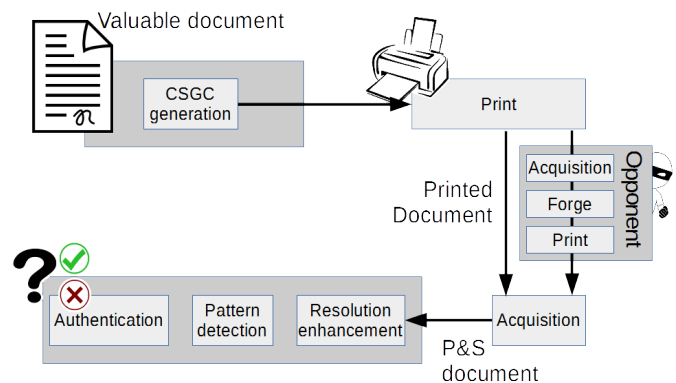 Valuable document
CSGC
generation
Print
Opponent
Acquisition
Forge
Print
Printed
Document
?
Authentication
Pattern
detection
Resolution
enhancement
Acquisition
P&S
document